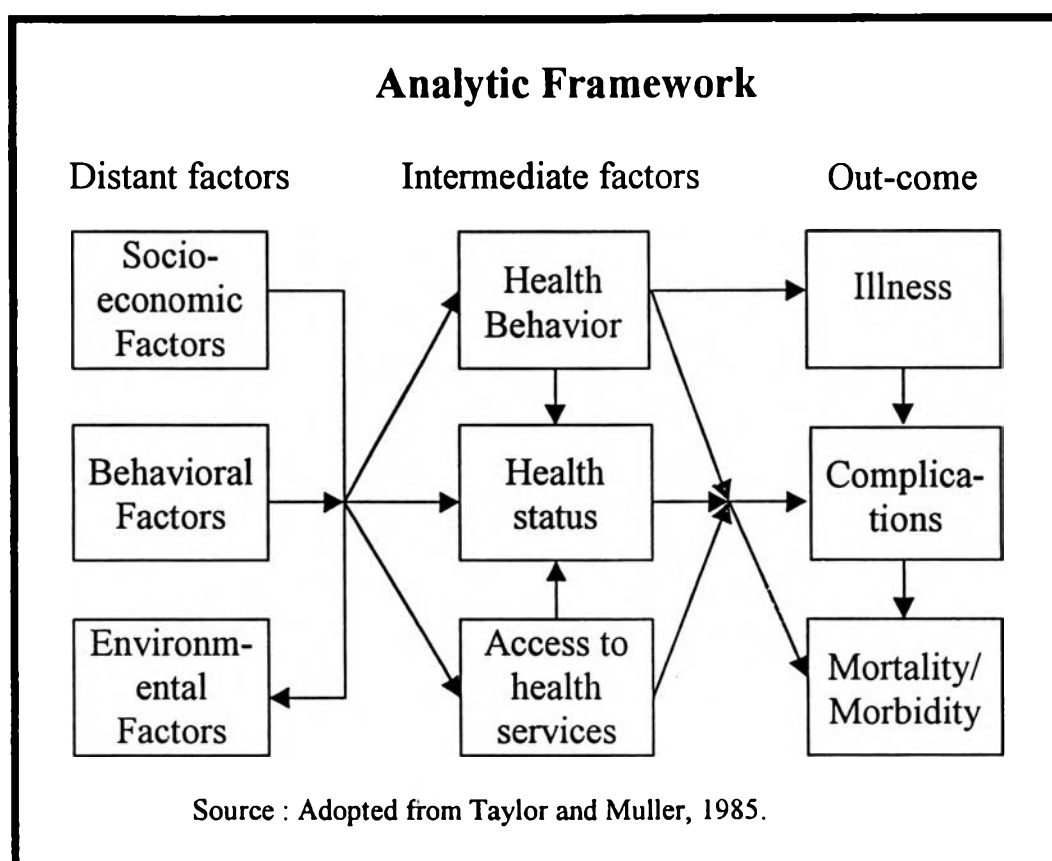 Analytic Framework
Distant factors
Intermediate factors
Out-come
Socio-
economic
Factors
Health
Behavior
Illness
Behavioral
Factors
Health
status
Complica-
tions
Environm-
ental
Factors
Access to
health
services
Mortality/
Morbidity
Source : Adopted from Taylor and Muller, 1985.